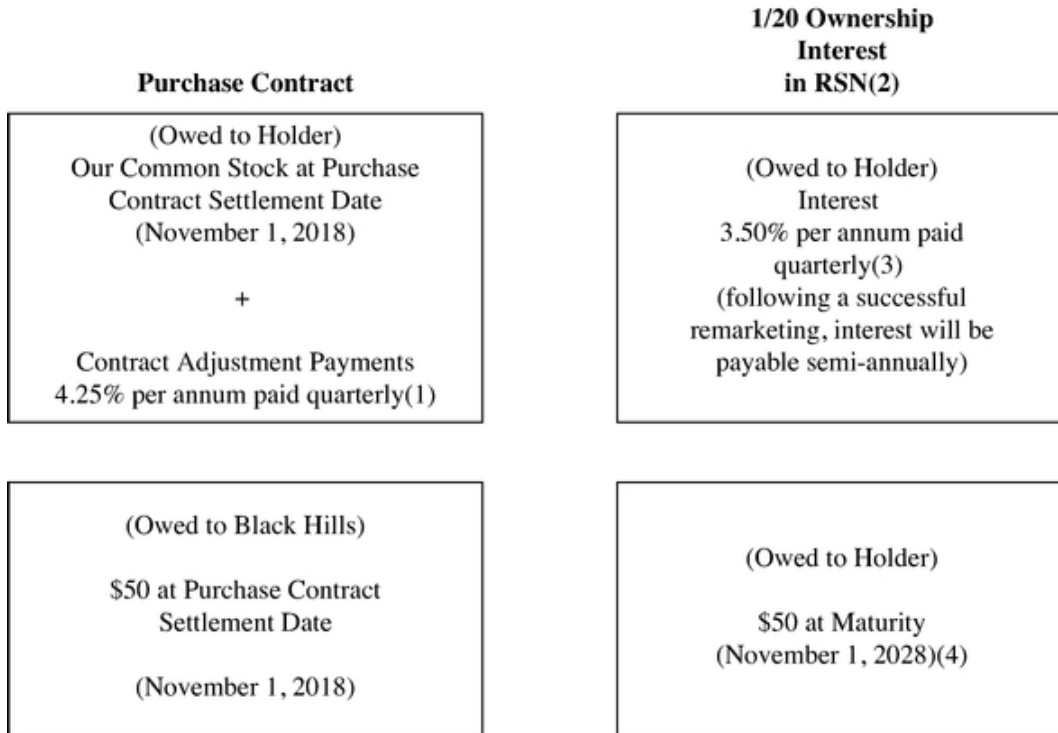 Purchase Contract
1/20 Ownership
Interest
in RSN(2)
(Owed to Holder)
Our Common Stock at Purchase
Contract Settlement Date
(November 1, 2018)
+
Contract Adjustment Payments
4.25% per annum paid quarterly(1)
(Owed to Holder)
Interest
3.50% per annum paid
quarterly(3)
(following a successful
remarketing, interest will be
payable semi-annually)
(Owed to Black Hills)
$50 at Purchase Contract
Settlement Date
(November 1, 2018)
(Owed to Holder)
$50 at Maturity
(November 1, 2028)(4)